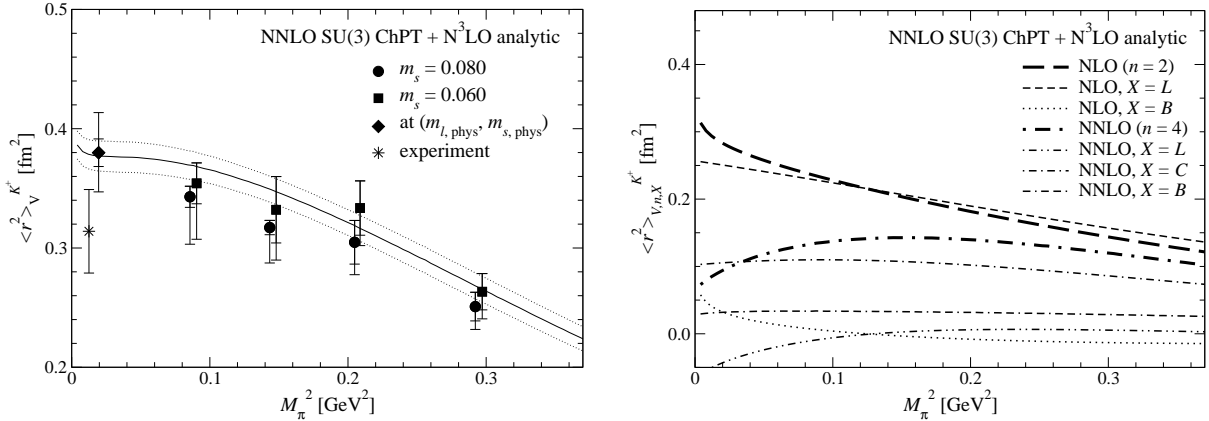 NNLO SU(3) ChPT + N³LO analytic
m_s = 0.080
m_s = 0.060
at (m_{l, phys}, m_{s, phys})
experiment
0.5
0.4
0.3
0.2
<r²>_V^{K⁺} [fm²]
0
0.1
0.2
0.3
M_π² [GeV²]
NNLO SU(3) ChPT + N³LO analytic
NLO (n = 2)
NLO, X = L
NLO, X = B
NNLO (n = 4)
NNLO, X = L
NNLO, X = C
NNLO, X = B
0.4
0.2
0.0
<r²>_{V,n,X}^{K⁺} [fm²]
0
0.1
0.2
0.3
M_π² [GeV²]